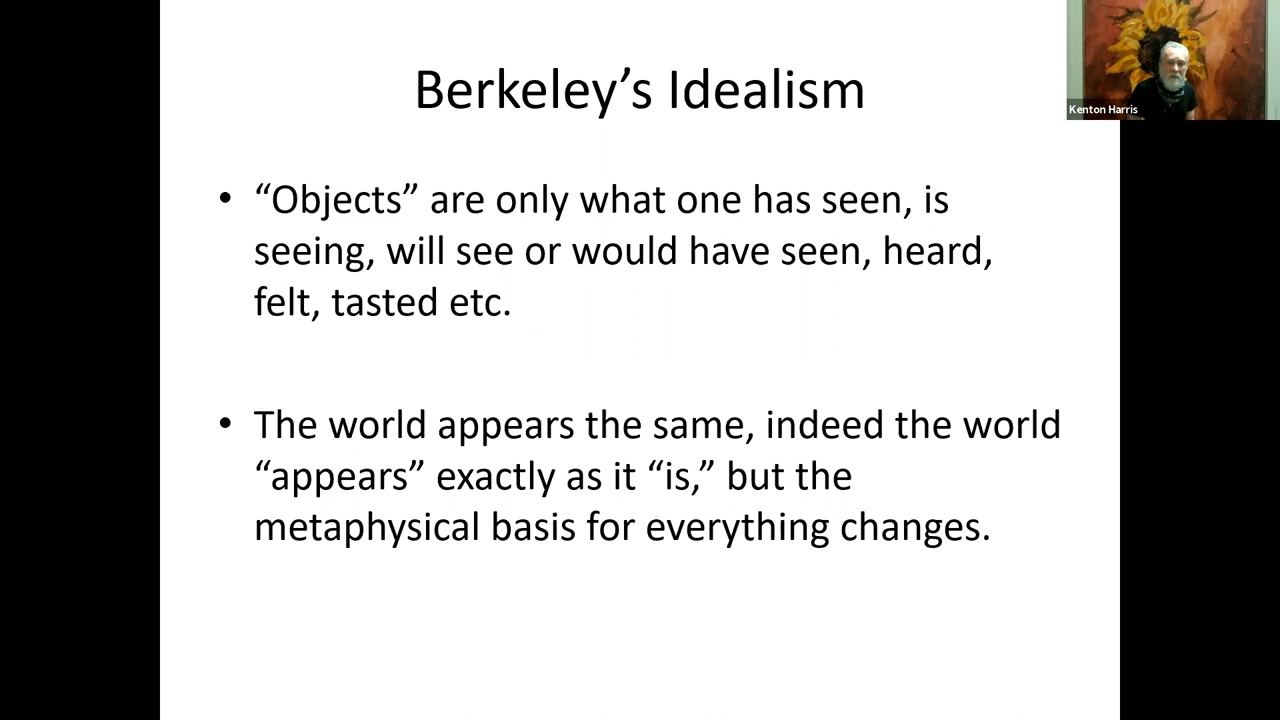 Berkeley’s Idealism
Kenton Harris
• “Objects” are only what one has seen, is
seeing, will see or would have seen, heard,
felt, tasted etc.
• The world appears the same, indeed the world
“appears” exactly as it “is,” but the
metaphysical basis for everything changes.